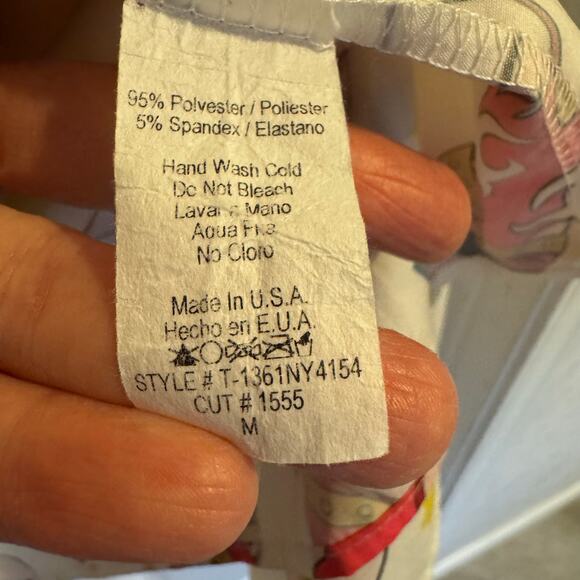 95% Polyester / Poliester
5% Spandex / Elastano
Hand Wash Cold
Do Not Bleach
Lavar a Mano
Agua Fria
No Cloro
Made In U.S.A.
Hecho en E.U.A.
STYLE # T-1361NY4154
CUT # 1555
M